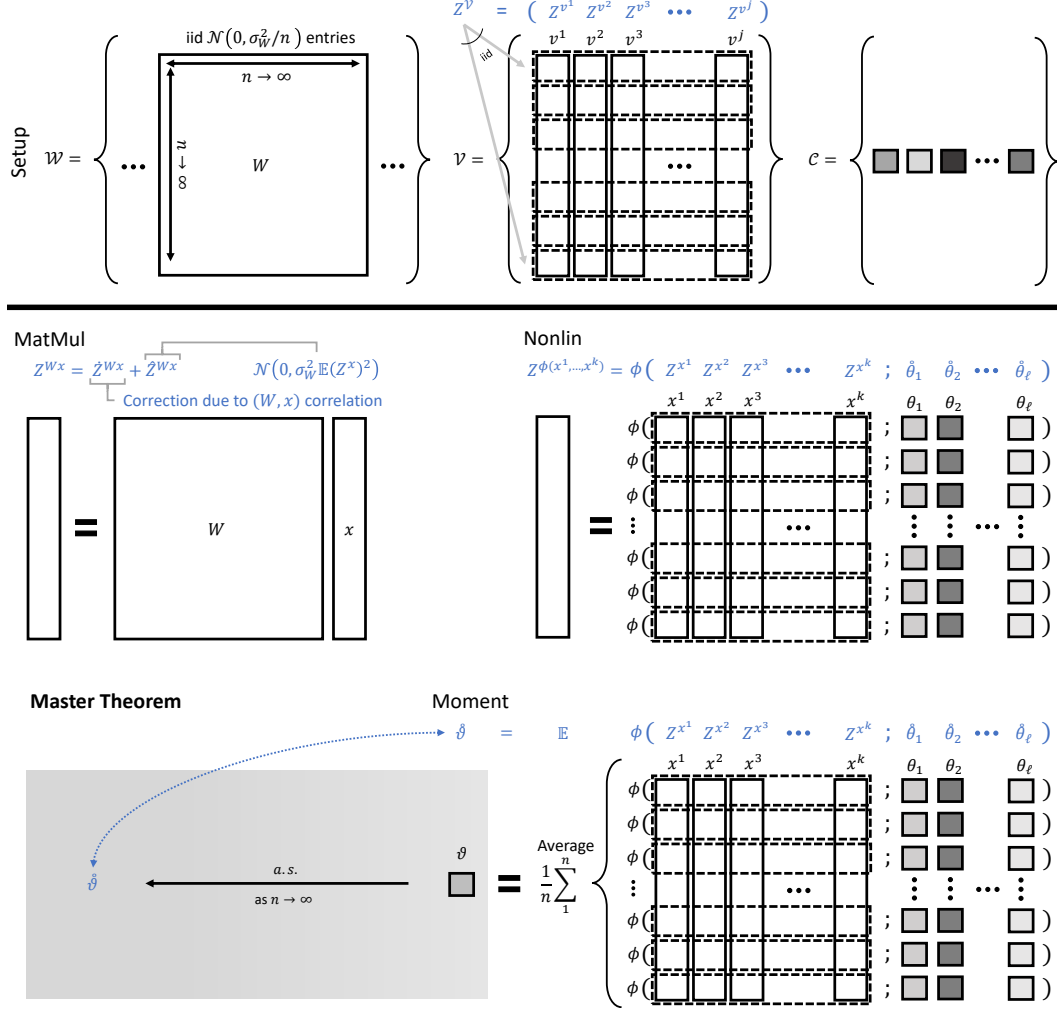 Z^𝒱 = ( Z^{v^1} Z^{v^2} Z^{v^3} ••• Z^{v^j} )
iid 𝒩(0, σ_W^2/n) entries
v^1 v^2 v^3 v^j
iid
n → ∞
n → ∞
Setup
𝒲 = { ••• W ••• }
𝒱 = { ••• }
𝒞 = { ••• }
MatMul
Z^{Wx} = Ż^{Wx} + Ẑ^{Wx} 𝒩(0, σ_W^2 𝔼(Z^x)^2)
Correction due to (W, x) correlation
= W x
Nonlin
Z^{ϕ(x^1,…,x^k)} = ϕ( Z^{x^1} Z^{x^2} Z^{x^3} ••• Z^{x^k} ; θ̊_1 θ̊_2 ••• θ̊_ℓ )
x^1 x^2 x^3 x^k θ_1 θ_2 θ_ℓ
ϕ( ; )
ϕ( ; )
ϕ( ; )
= ⋮ ••• ⋮ ⋮ ••• ⋮
ϕ( ; )
ϕ( ; )
ϕ( ; )
Master Theorem
Moment
ϑ̊ = 𝔼 ϕ( Z^{x^1} Z^{x^2} Z^{x^3} ••• Z^{x^k} ; θ̊_1 θ̊_2 ••• θ̊_ℓ )
x^1 x^2 x^3 x^k θ_1 θ_2 θ_ℓ
ϕ( ; )
ϕ( ; )
ϕ( ; )
Average
ϑ
ϑ̊
a.s.
as n → ∞
= \frac{1}{n} ∑_1^n { ⋮ ••• ⋮ ⋮ ••• ⋮
ϕ( ; )
ϕ( ; )
ϕ( ; )